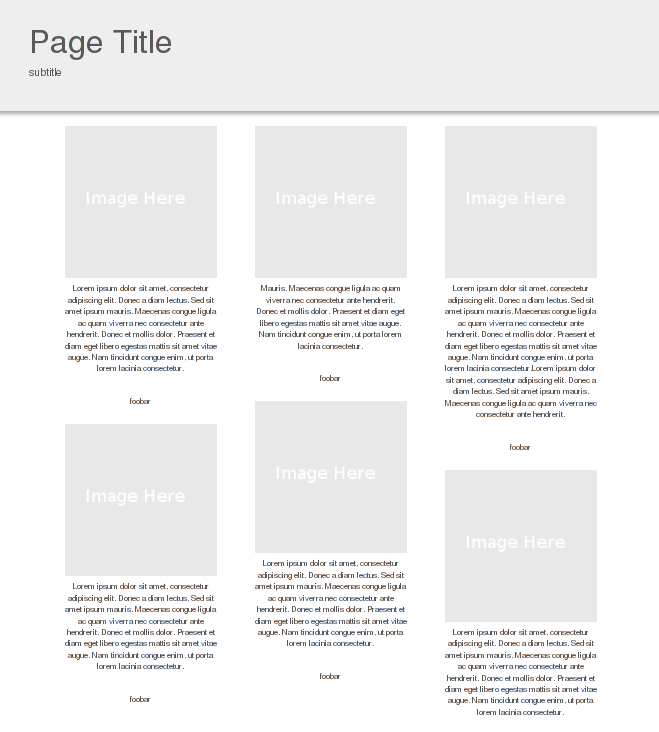 Page Title
subtitle
Image Here
Lorem ipsum dolor sit amet, consectetur
adipiscing elit. Donec a diam lectus. Sed sit
amet ipsum mauris. Maecenas congue ligula
ac quam viverra nec consectetur ante
hendrerit. Donec et mollis dolor. Praesent et
diam eget libero egestas mattis sit amet vitae
augue. Nam tincidunt congue enim, ut porta
lorem lacinia consectetur.
foobar
Image Here
Lorem ipsum dolor sit amet, consectetur
adipiscing elit. Donec a diam lectus. Sed sit
amet ipsum mauris. Maecenas congue ligula
ac quam viverra nec consectetur ante
hendrerit. Donec et mollis dolor. Praesent et
diam eget libero egestas mattis sit amet vitae
augue. Nam tincidunt congue enim, ut porta
lorem lacinia consectetur.
foobar
Image Here
Mauris. Maecenas congue ligula ac quam
viverra nec consectetur ante hendrerit.
Donec et mollis dolor. Praesent et diam eget
libero egestas mattis sit amet vitae augue.
Nam tincidunt congue enim, ut porta lorem
lacinia consectetur.
foobar
Image Here
Lorem ipsum dolor sit amet, consectetur
adipiscing elit. Donec a diam lectus. Sed sit
amet ipsum mauris. Maecenas congue ligula
ac quam viverra nec consectetur ante
hendrerit. Donec et mollis dolor. Praesent et
diam eget libero egestas mattis sit amet vitae
augue. Nam tincidunt congue enim, ut porta
lorem lacinia consectetur.
foobar
Image Here
Lorem ipsum dolor sit amet, consectetur
adipiscing elit. Donec a diam lectus. Sed sit
amet ipsum mauris. Maecenas congue ligula
ac quam viverra nec consectetur ante
hendrerit. Donec et mollis dolor. Praesent et
diam eget libero egestas mattis sit amet vitae
augue. Nam tincidunt congue enim, ut porta
lorem lacinia consectetur.Lorem ipsum dolor
sit amet, consectetur adipiscing elit. Donec a
diam lectus. Sed sit amet ipsum mauris.
Maecenas congue ligula ac quam viverra nec
consectetur ante hendrerit.
foobar
Image Here
Lorem ipsum dolor sit amet, consectetur
adipiscing elit. Donec a diam lectus. Sed sit
amet ipsum mauris. Maecenas congue ligula
ac quam viverra nec consectetur ante
hendrerit. Donec et mollis dolor. Praesent et
diam eget libero egestas mattis sit amet vitae
augue. Nam tincidunt congue enim, ut porta
lorem lacinia consectetur.